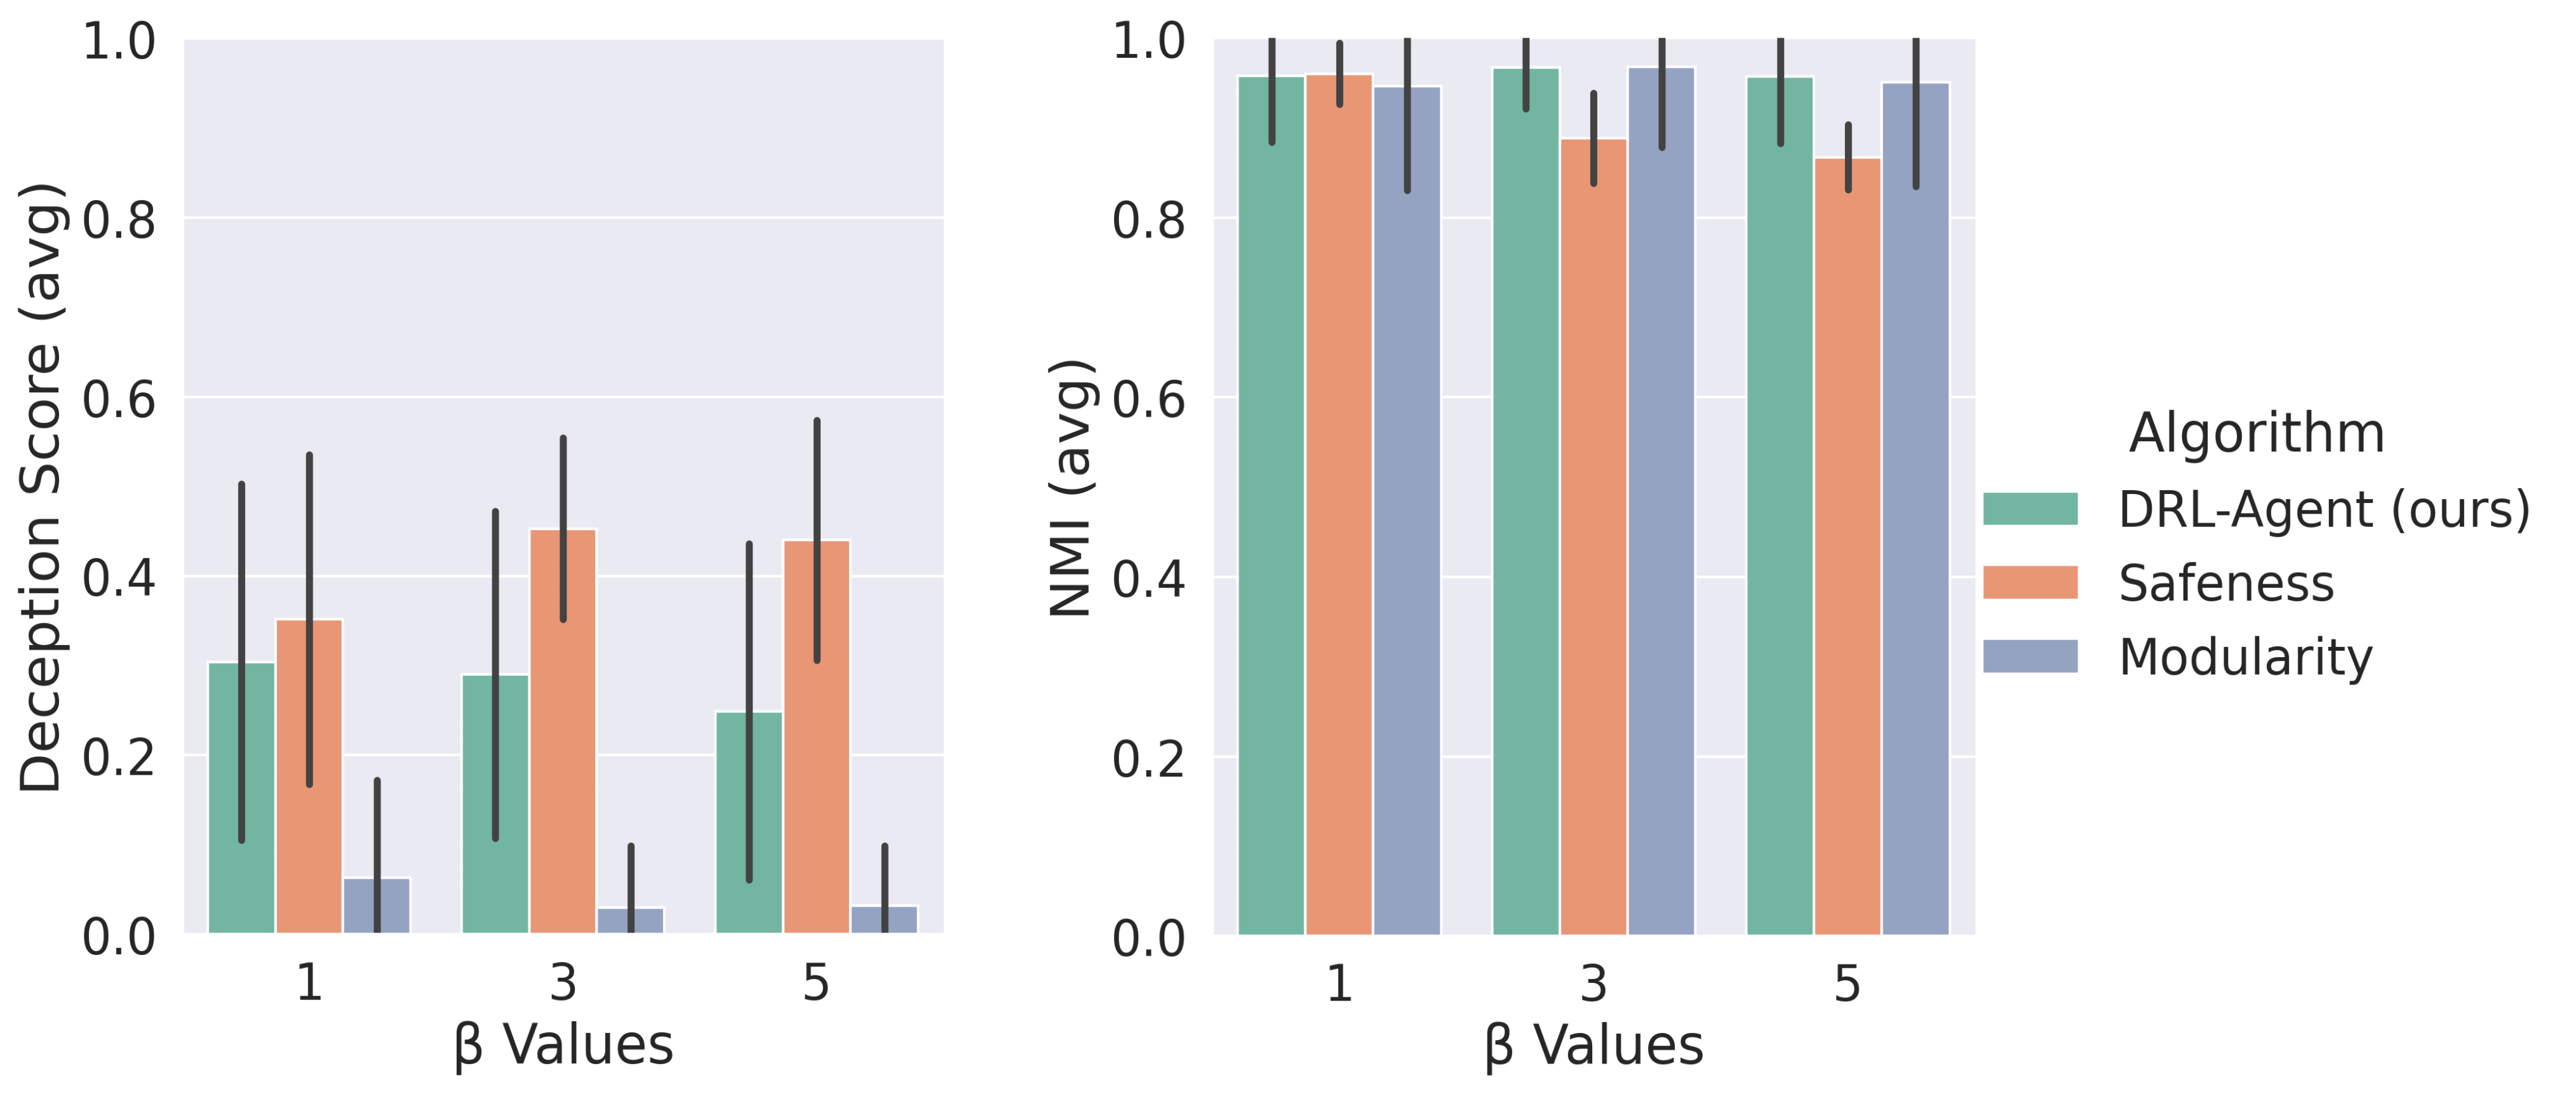 1.0
0.8
0.6
0.4
0.2
0.0
Deception Score (avg)
1 3 5
β Values
1.0
0.8
0.6
0.4
0.2
0.0
NMI (avg)
1 3 5
β Values
Algorithm
DRL-Agent (ours)
Safeness
Modularity